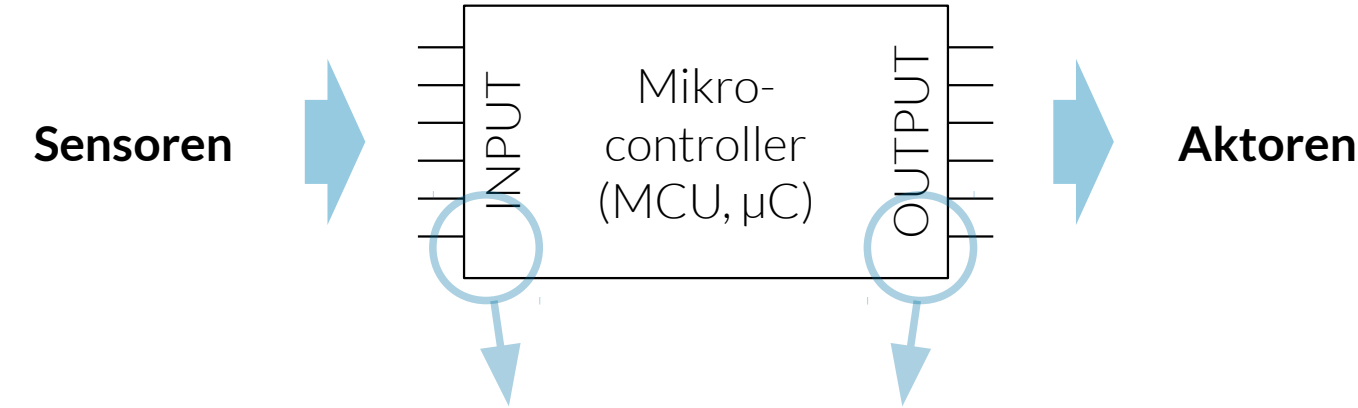 Sensoren
INPUT
Mikro-
controller
(MCU, µC)
OUTPUT
Aktoren